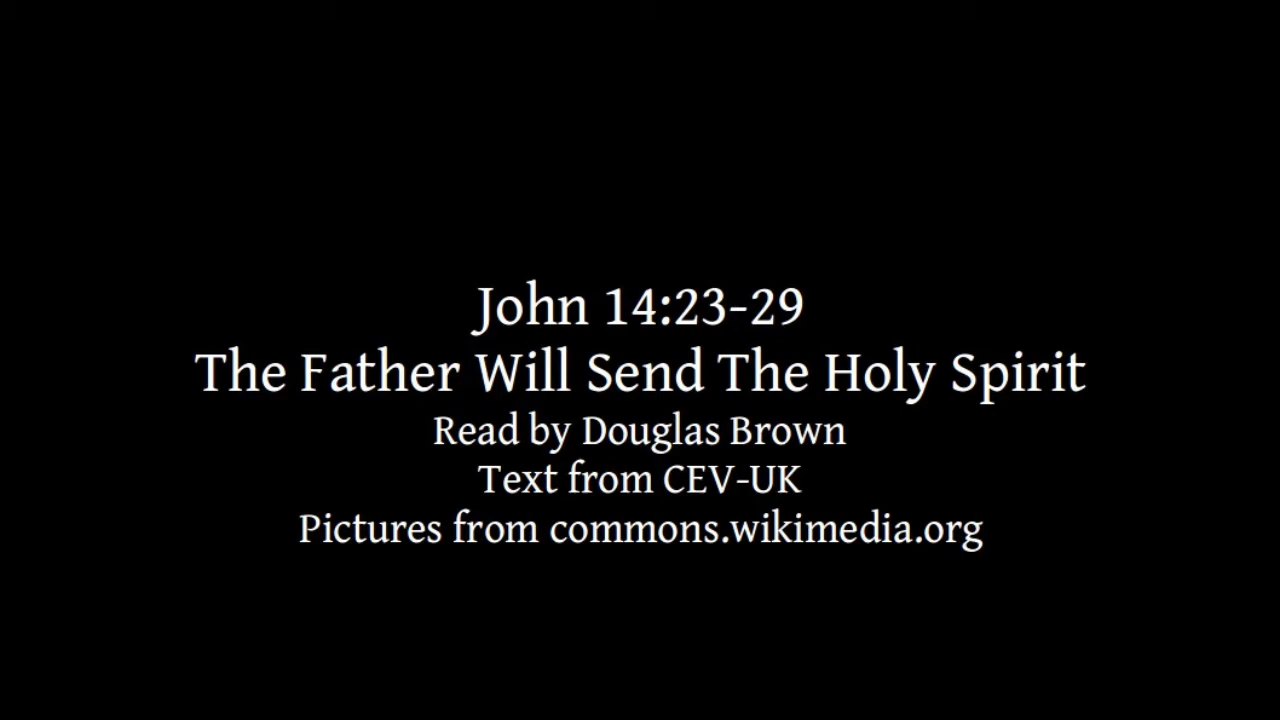 John 14:23-29
The Father Will Send The Holy Spirit
Read by Douglas Brown
Text from CEV-UK
Pictures from commons.wikimedia.org